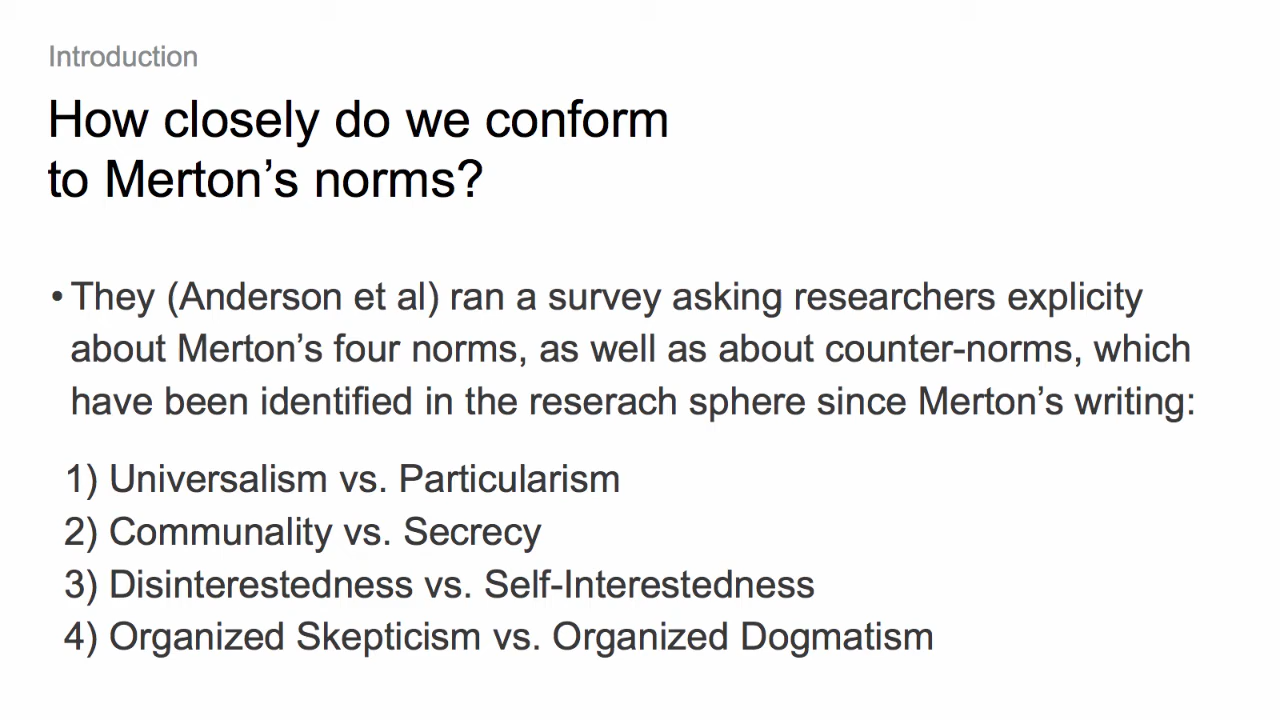 Introduction
How closely do we conform
to Merton’s norms?
• They (Anderson et al) ran a survey asking researchers explicity
about Merton’s four norms, as well as about counter-norms, which
have been identified in the reserach sphere since Merton’s writing:
1) Universalism vs. Particularism
2) Communality vs. Secrecy
3) Disinterestedness vs. Self-Interestedness
4) Organized Skepticism vs. Organized Dogmatism